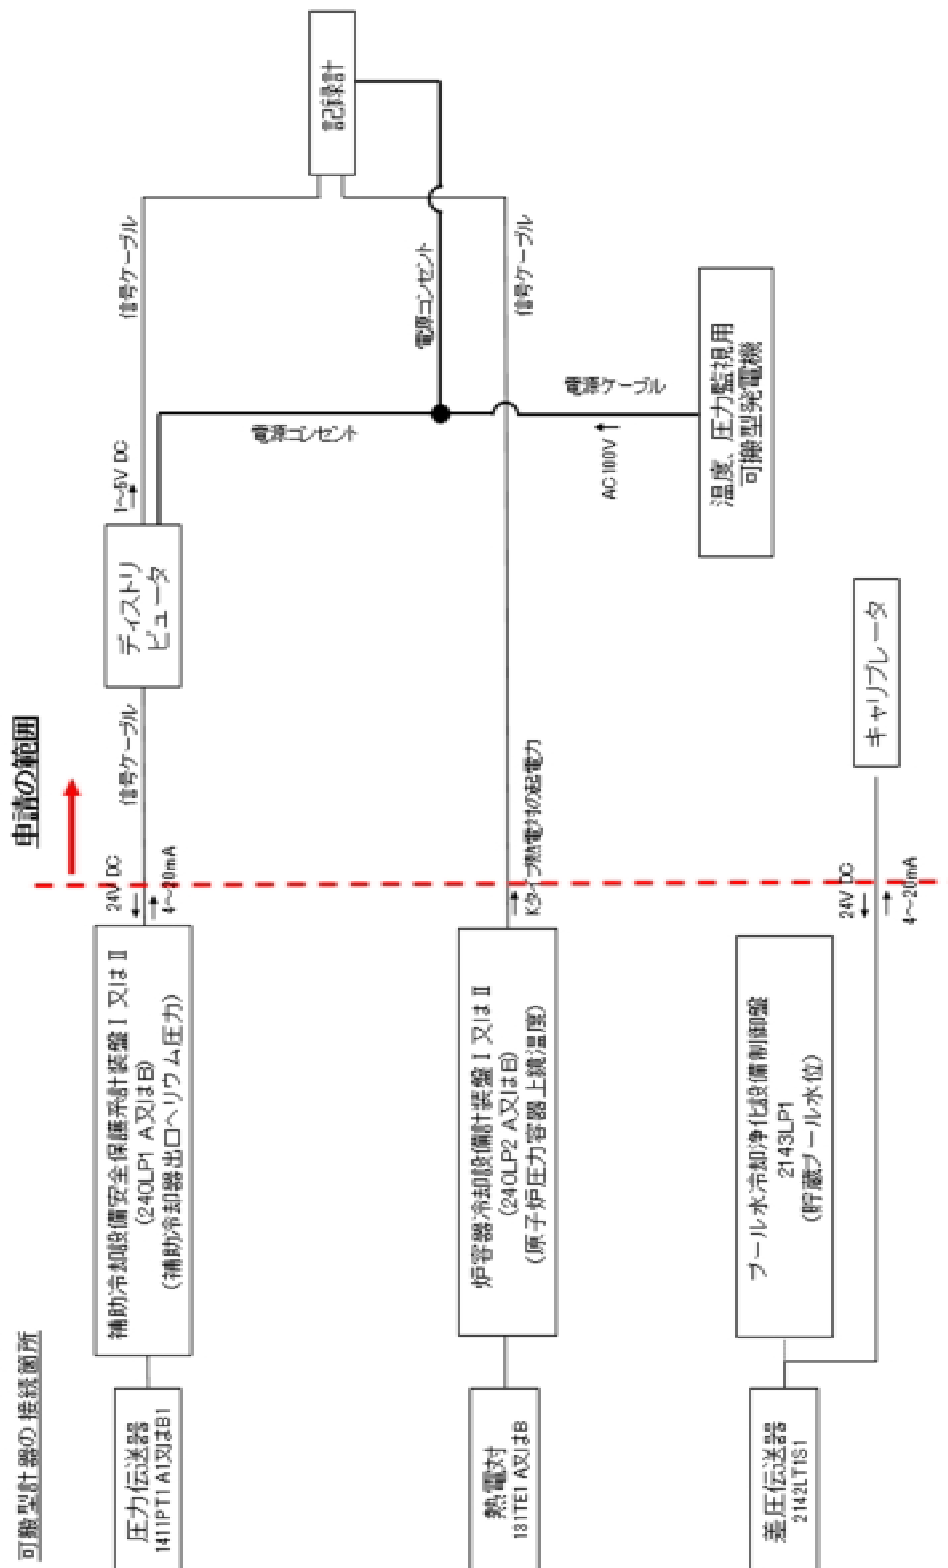 可搬型計器の接続箇所
申請の範囲
圧力伝送器
1411PT1 A1又はB1
補助冷却設備安全保護系計装盤Ⅰ又はⅡ
(240LP1 A又はB)
(補助冷却器出口ヘリウム圧力)
24V DC
4～20mA
信号ケーブル
ディストリ
ビュータ
1～5V DC
信号ケーブル
電源コンセント
電源コンセント
記録計
熱電対
131TE1 A又はB
炉容器冷却設備計装盤Ⅰ又はⅡ
(240LP2 A又はB)
(原子炉圧力容器上鏡温度)
Kタイプ熱電対の起電力
信号ケーブル
AC100V
電源ケーブル
温度、圧力監視用
可搬型発電機
差圧伝送器
2142LT1S1
プール水冷却浄化設備制御盤
2143LP1
(貯蔵プール水位)
24V DC
4～20mA
キャリブレータ